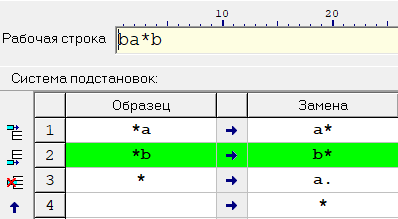 10 20
Рабочая строка ba*b
Система подстановок:
Образец Замена
1 *a a*
2 *b b*
3 * a.
4 *